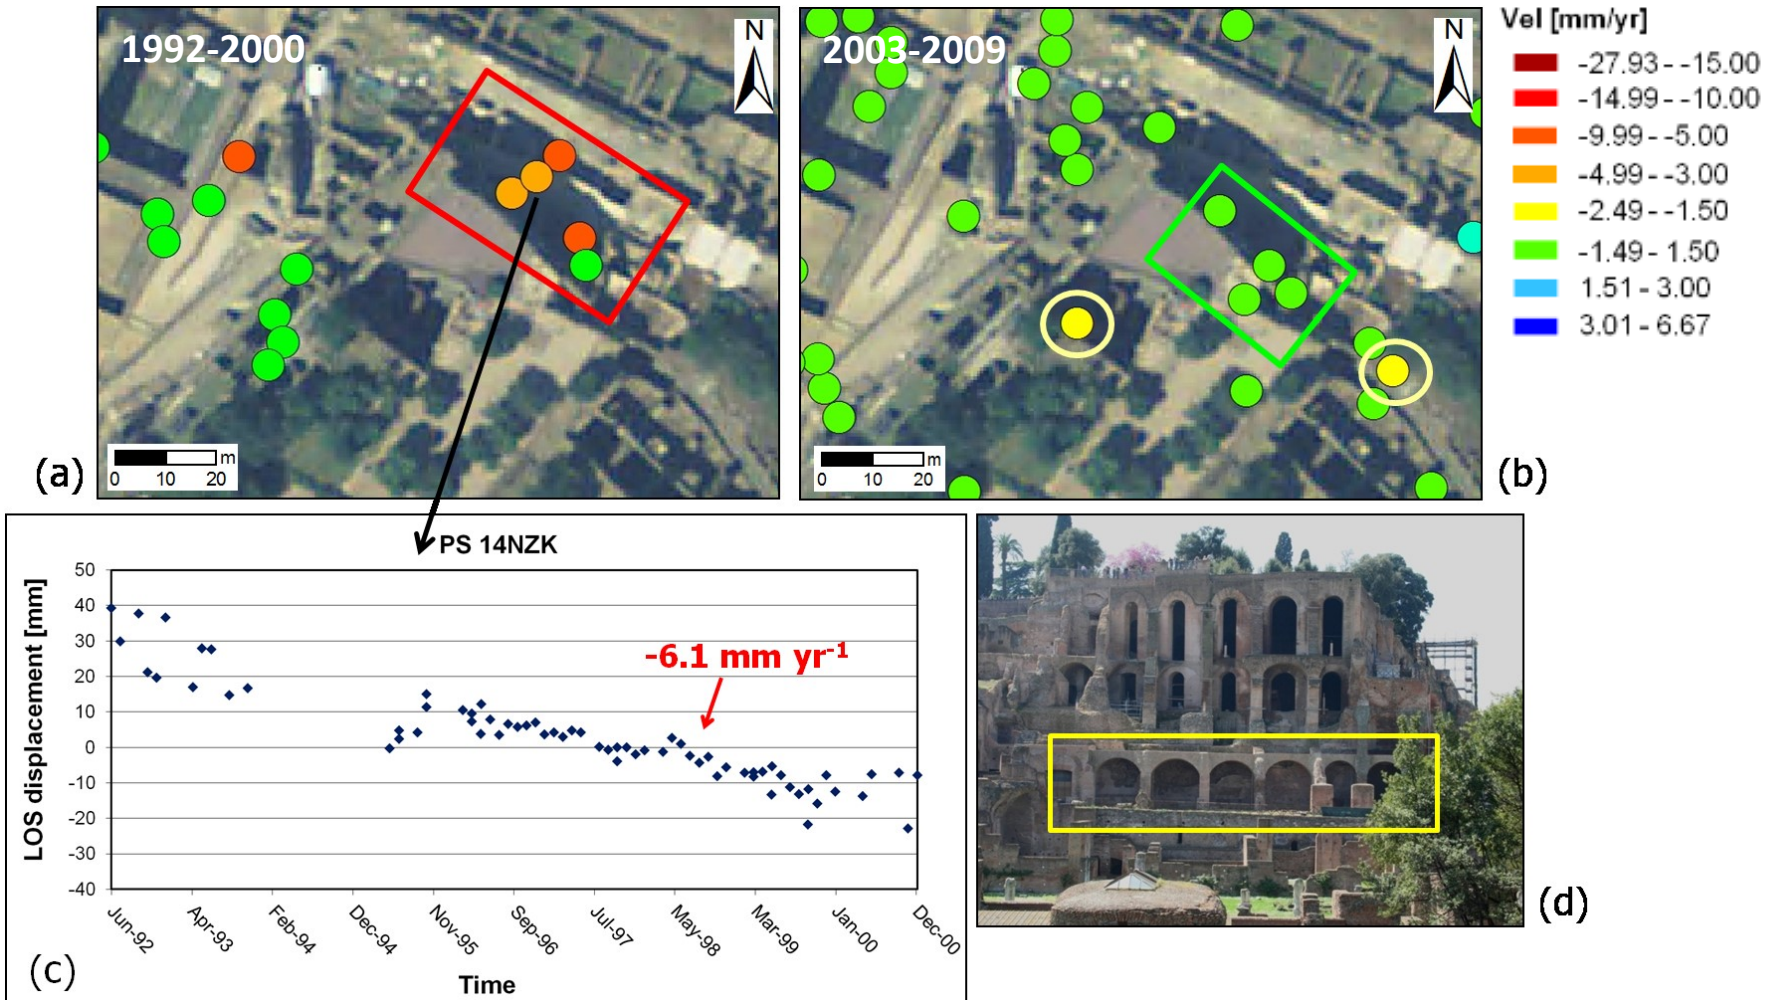 1992-2000
N
0 10 20 m
(a)
2003-2009
N
0 10 20 m
(b)
Vel [mm/yr]
-27.93 - -15.00
-14.99 - -10.00
-9.99 - -5.00
-4.99 - -3.00
-2.49 - -1.50
-1.49 - 1.50
1.51 - 3.00
3.01 - 6.67
PS 14NZK
LOS displacement [mm]
50
40
30
20
10
0
-10
-20
-30
-40
-6.1 mm yr-1
Jun-92 Apr-93 Feb-94 Dec-94 Nov-95 Sep-96 Jul-97 May-98 Mar-99 Jan-00 Dec-00
Time
(c)
(d)